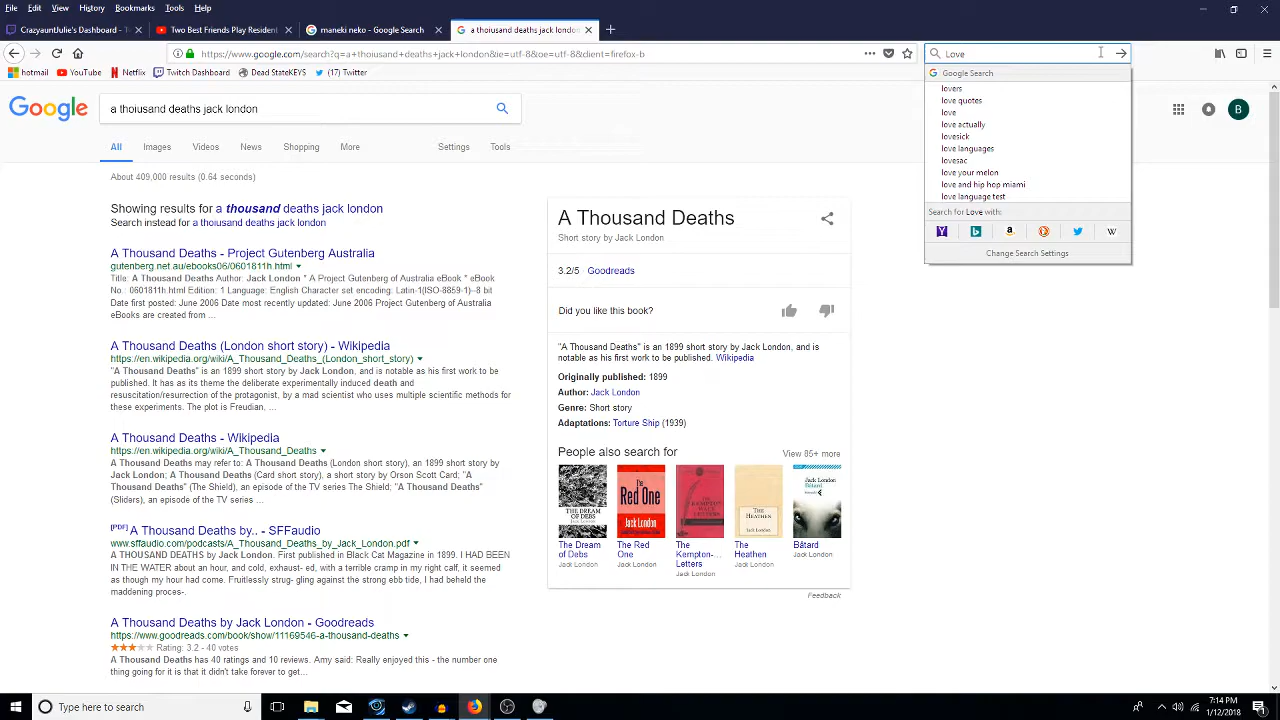 File Edit View History Bookmarks Tools Help
CrazyauntJulie's Dashboard - Tw
Two Best Friends Play Resident
maneki neko - Google Search
a thoiusand deaths jack london
https://www.google.com/search?q=a+thoiusand+deaths+jack+london&ie=utf-8&oe=utf-8&client=firefox-b
Love
hotmail YouTube Netflix Twitch Dashboard Dead StateKEYS (17) Twitter
Google Search
lovers
love quotes
love
love actually
lovesick
love languages
lovesac
love your melon
love and hip hop miami
love language test
Search for Love with:
Change Search Settings
Google
a thoiusand deaths jack london
B
All Images Videos News Shopping More Settings Tools
About 409,000 results (0.64 seconds)
Showing results for a thousand deaths jack london
Search instead for a thoiusand deaths jack london
A Thousand Deaths - Project Gutenberg Australia
gutenberg.net.au/ebooks06/0601811h.html
Title: A Thousand Deaths Author: Jack London " A Project Gutenberg of Australia eBook." eBook
No.: 0601811h.html Edition: 1 Language: English Character set encoding: Latin-1(ISO-8859-1)--8 bit
Date first posted: June 2006 Date most recently updated: June 2006 Project Gutenberg of Australia
eBooks are created from ...
A Thousand Deaths (London short story) - Wikipedia
https://en.wikipedia.org/wiki/A_Thousand_Deaths_(London_short_story)
"A Thousand Deaths" is an 1899 short story by Jack London, and is notable as his first work to be
published. It has as its theme the deliberate experimentally induced death and
resuscitation/resurrection of the protagonist, by a mad scientist who uses multiple scientific methods for
these experiments. The plot is Freudian. ...
A Thousand Deaths - Wikipedia
https://en.wikipedia.org/wiki/A_Thousand_Deaths
A Thousand Deaths may refer to: A Thousand Deaths (London short story), an 1899 short story by
Jack London; A Thousand Deaths (Card short story), a short story by Orson Scott Card; "A
Thousand Deaths" (The Shield), an episode of the TV series The Shield; "A Thousand Deaths"
(Sliders), an episode of the TV series ...
[PDF] A Thousand Deaths by.. - SFFaudio
www.sffaudio.com/podcasts/A_Thousand_Deaths_by_Jack_London.pdf
A THOUSAND DEATHS by Jack London. First published in Black Cat Magazine in 1899. I HAD BEEN
IN THE WATER about an hour, and cold, exhaust- ed, with a terrible cramp in my right calf, it seemed
as though my hour had come. Fruitlessly strug- gling against the strong ebb tide, I had beheld the
maddening proces-.
A Thousand Deaths by Jack London - Goodreads
https://www.goodreads.com/book/show/11169546-a-thousand-deaths
Rating: 3.2 - 40 votes
A Thousand Deaths has 40 ratings and 10 reviews. Amy said: Really enjoyed this - the number one
thing going for it is that it didn't take forever to get...
A Thousand Deaths
Short story by Jack London
3.2/5 Goodreads
Did you like this book?
"A Thousand Deaths" is an 1899 short story by Jack London, and is
notable as his first work to be published. Wikipedia
Originally published: 1899
Author: Jack London
Genre: Short story
Adaptations: Torture Ship (1939)
People also search for
View 85+ more
THE DREAM
OF DEBS
The
Red One
Jack London
THE
KEMPTON-
WACE
LETTERS
THE
HEATHEN
Jack London
Bâtard
The Dream
of Debs
Jack London
The Red
One
Jack London
The
Kempton-...
Letters
Jack London
The
Heathen
Jack London
Bâtard
Jack London
Feedback
Type here to search
7:14 PM
1/12/2018